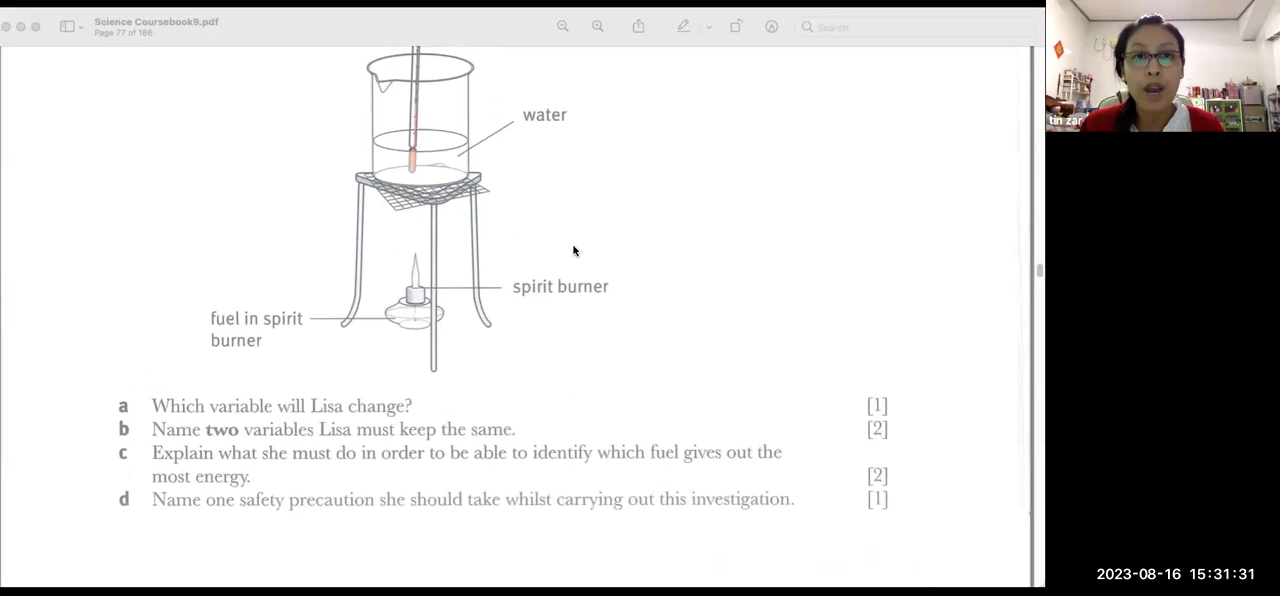 Science Coursebook9.pdf
Page 77 of 186
Search
tin zar
water
spirit burner
fuel in spirit
burner
a Which variable will Lisa change? [1]
b Name two variables Lisa must keep the same. [2]
c Explain what she must do in order to be able to identify which fuel gives out the
most energy. [2]
d Name one safety precaution she should take whilst carrying out this investigation. [1]
2023-08-16 15:31:31